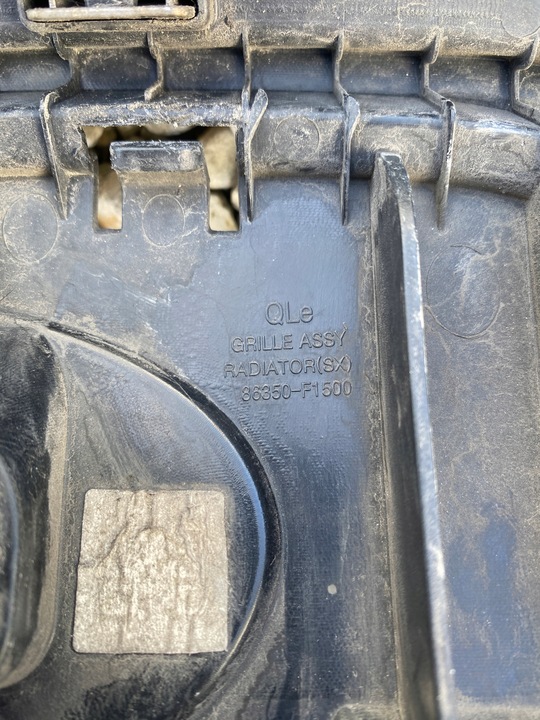 QLe
GRILLE ASSY
RADIATOR(SX)
86350-F1500